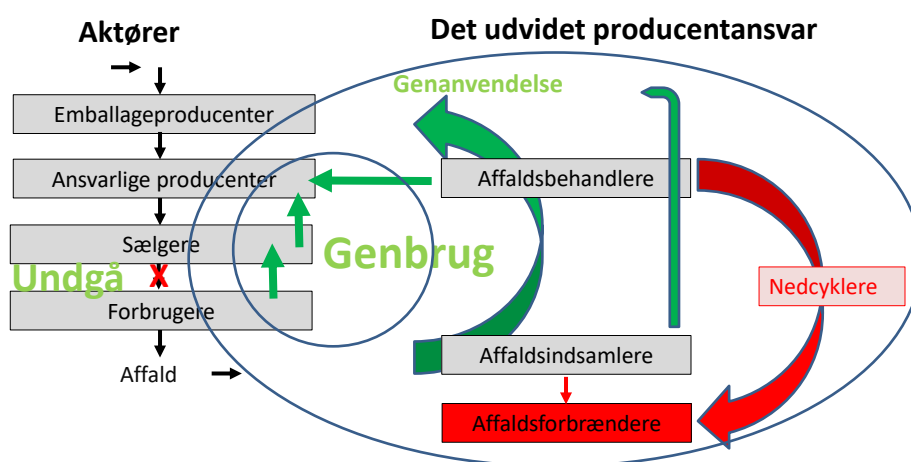 Aktører
Det udvidet producentansvar
Genanvendelse
Emballageproducenter
Ansvarlige producenter
Affaldsbehandlere
Sælgere
Genbrug
Undgå
X
Nedcyklere
Forbrugere
Affaldsindsamlere
Affald
Affaldsforbrændere